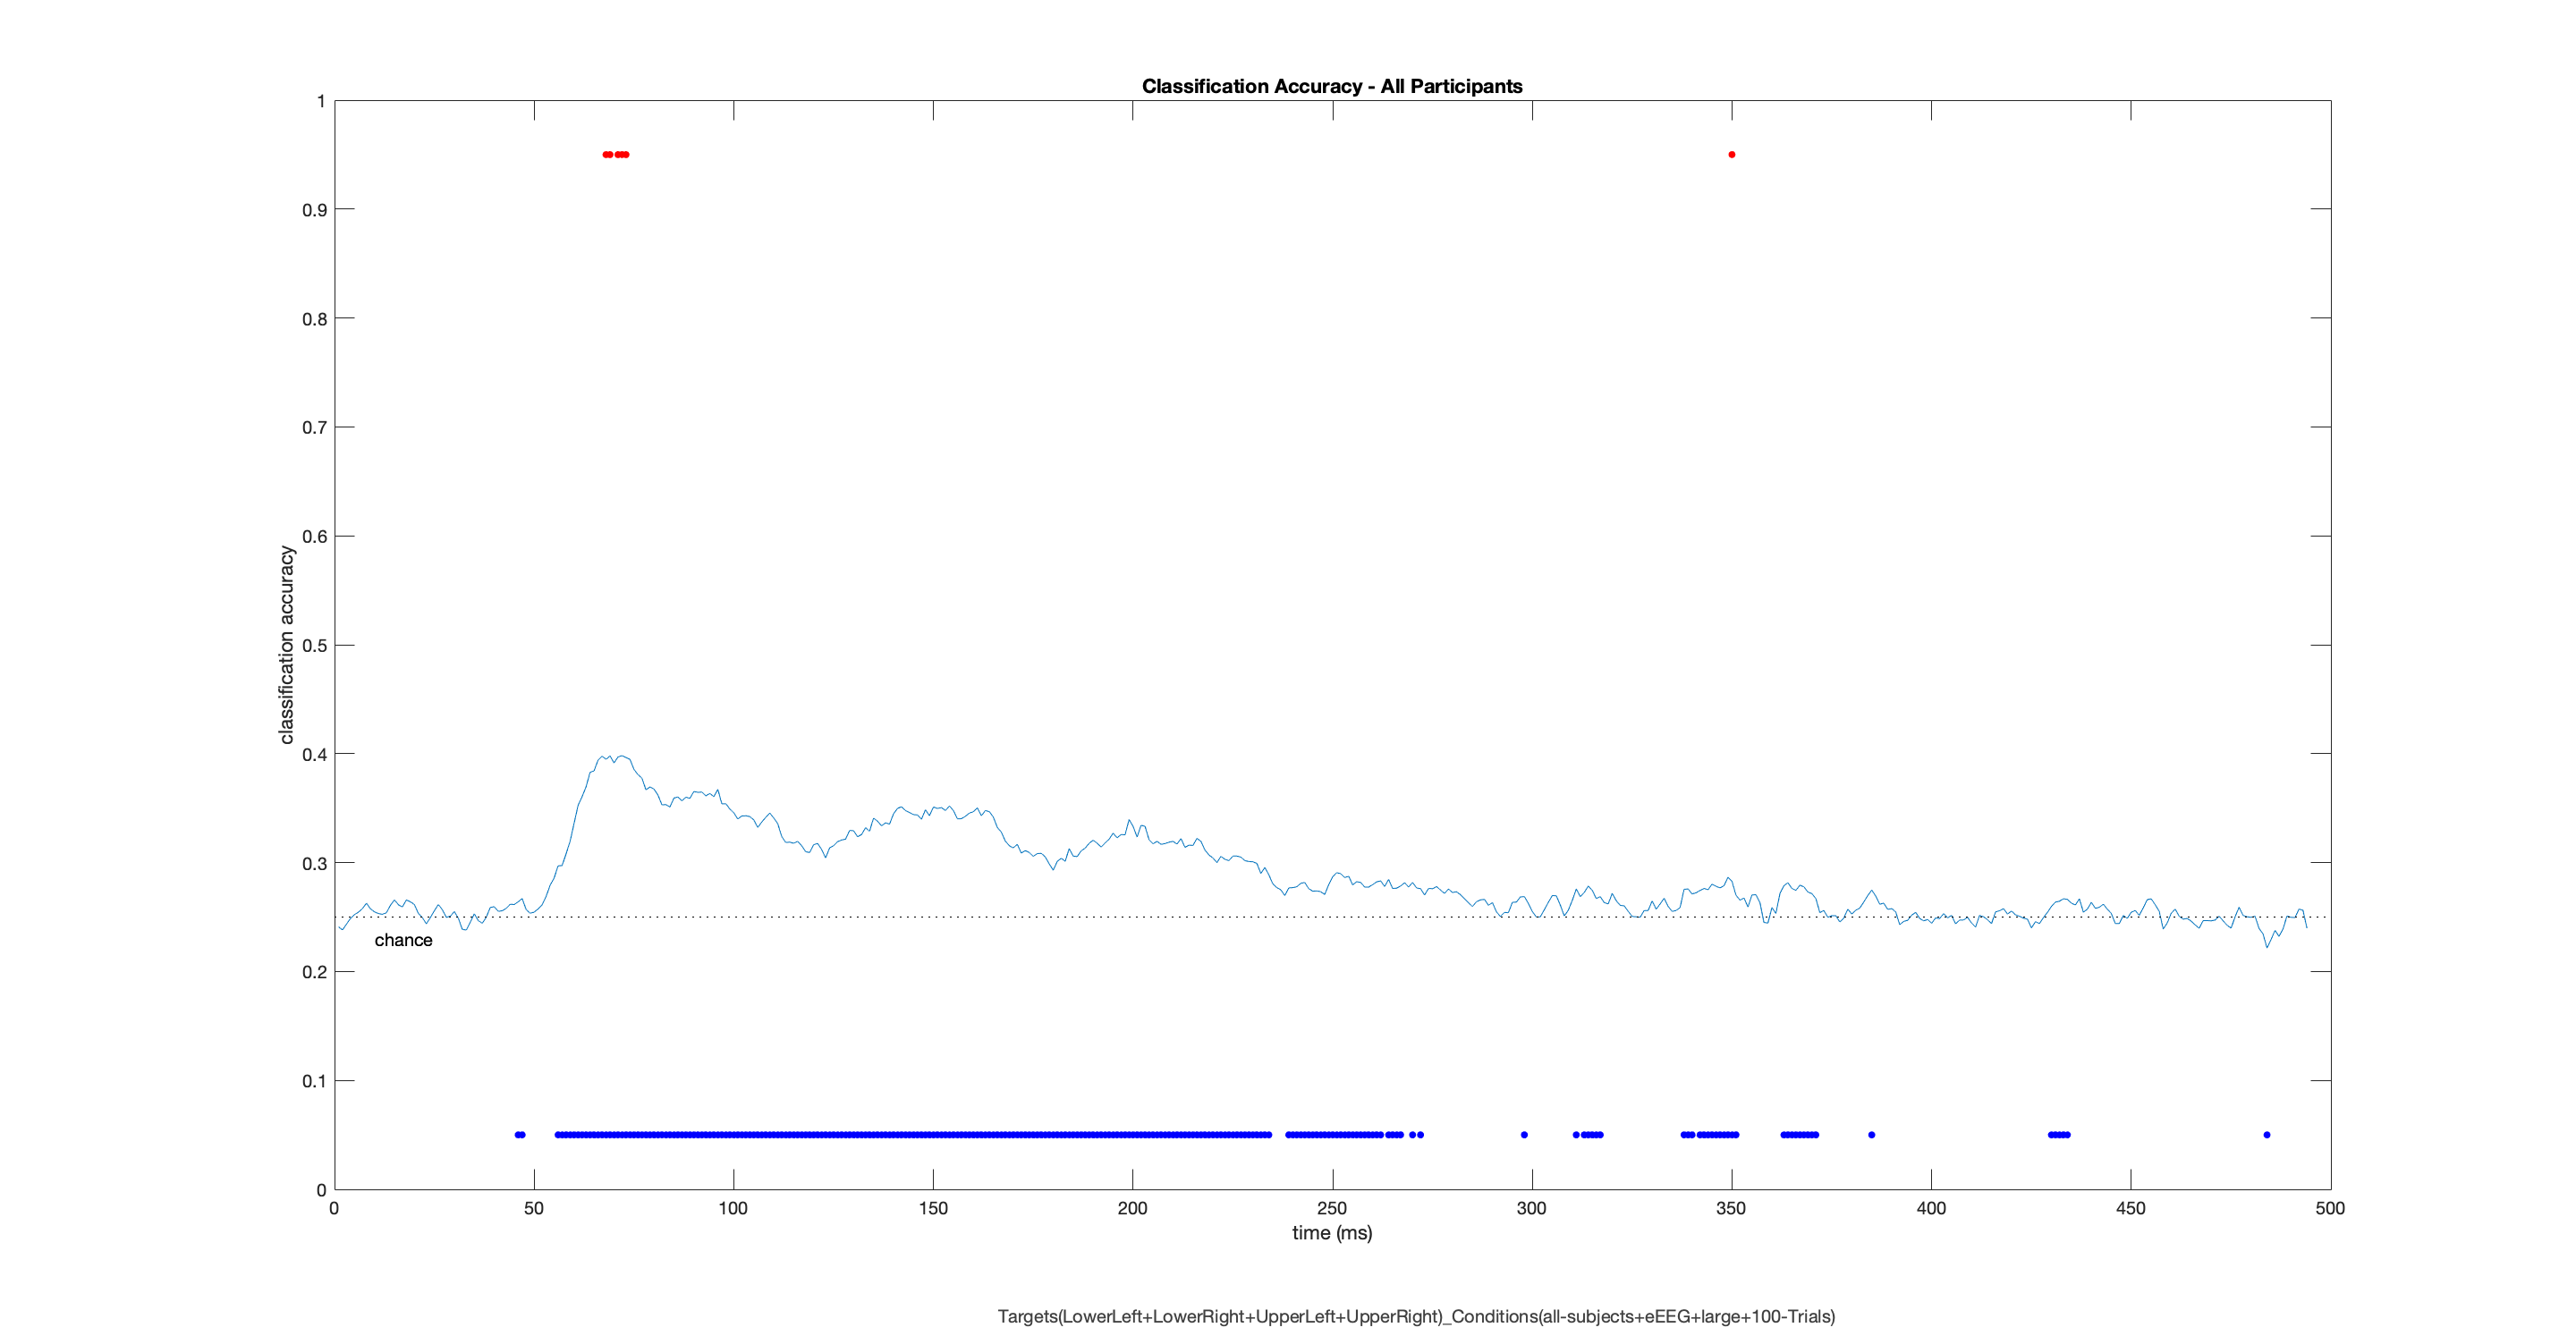 Classification Accuracy - All Participants
1
0.9
0.8
0.7
0.6
0.5
0.4
0.3
0.2
0.1
0
classification accuracy
chance
0 50 100 150 200 250 300 350 400 450 500
time (ms)
Targets(LowerLeft+LowerRight+UpperLeft+UpperRight)_Conditions(all-subjects+eEEG+large+100-Trials)